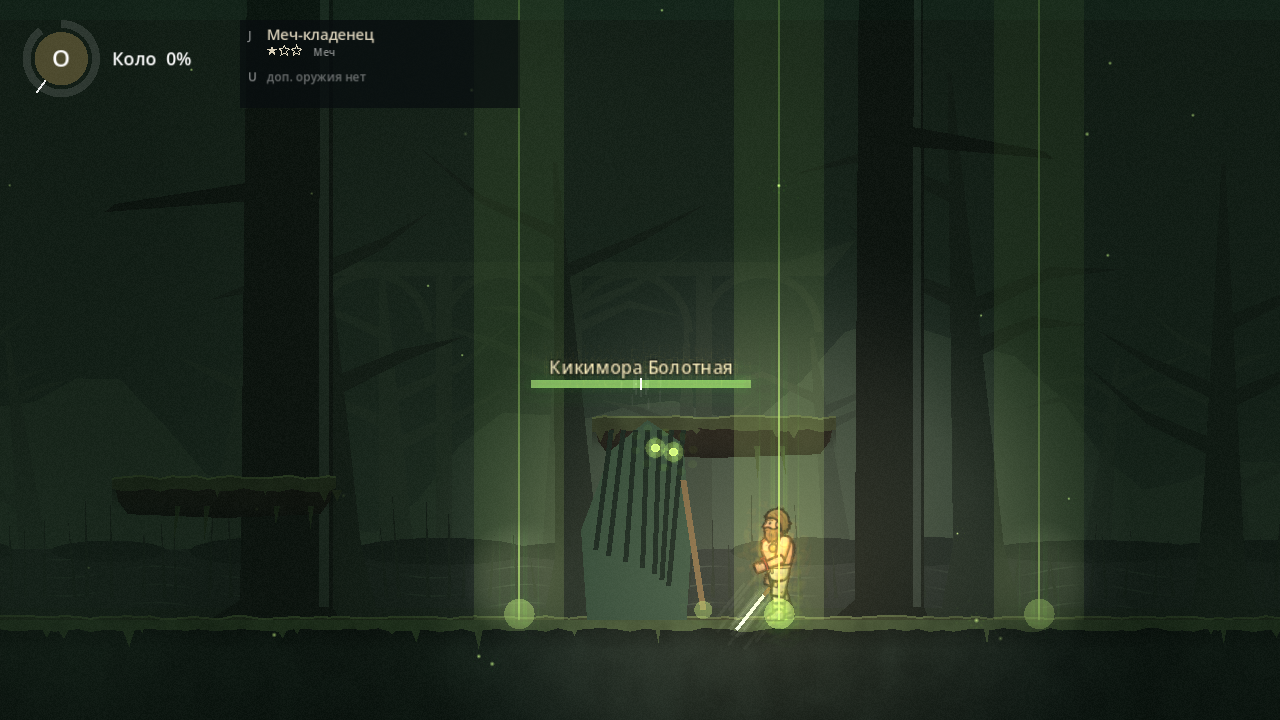 О
Коло 0%
J Меч-кладенец
Меч
U доп. оружия нет
Кикимора Болотная